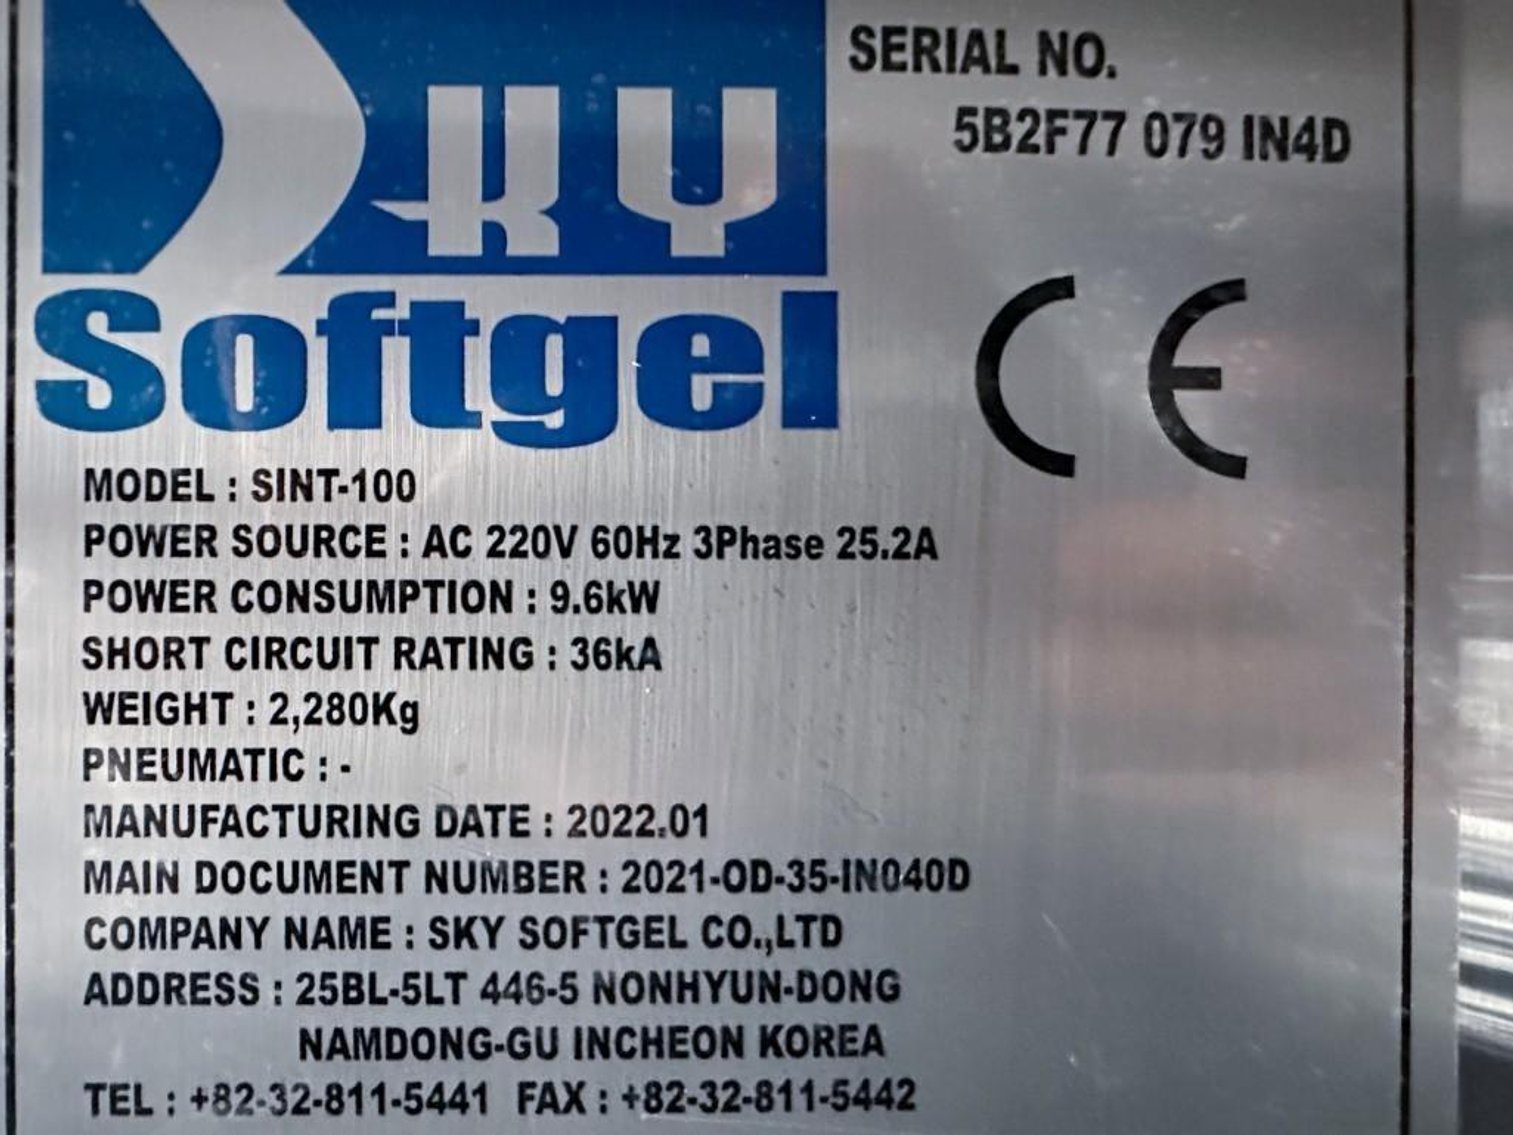 SKY
Softgel
SERIAL NO.
5B2F77 079 IN4D
CE
MODEL : SINT-100
POWER SOURCE : AC 220V 60Hz 3Phase 25.2A
POWER CONSUMPTION : 9.6kW
SHORT CIRCUIT RATING : 36kA
WEIGHT : 2,280Kg
PNEUMATIC : -
MANUFACTURING DATE : 2022.01
MAIN DOCUMENT NUMBER : 2021-OD-35-IN040D
COMPANY NAME : SKY SOFTGEL CO.,LTD
ADDRESS : 25BL-5LT 446-5 NONHYUN-DONG
NAMDONG-GU INCHEON KOREA
TEL : +82-32-811-5441 FAX : +82-32-811-5442